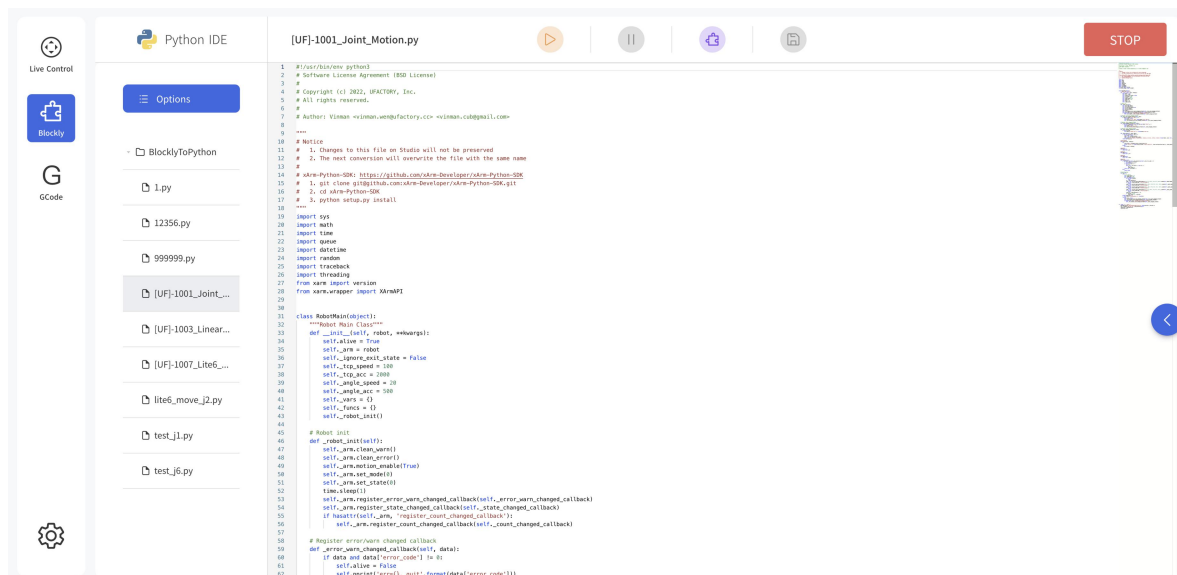 Live Control
Blockly
G
GCode
Python IDE
Options
BlocklyToPython
1.py
12356.py
999999.py
[UF]-1001_Joint_...
[UF]-1003_Linear...
[UF]-1007_Lite6_...
lite6_move_j2.py
test_j1.py
test_j6.py
[UF]-1001_Joint_Motion.py
STOP
1 #!/usr/bin/env python3
2 # Software License Agreement (BSD License)
3 #
4 # Copyright (c) 2022, UFACTORY, Inc.
5 # All rights reserved.
6 #
7 # Author: Vinman <vinman.wen@ufactory.cc> <vinman.cub@gmail.com>
8
9 """
10 # Notice
11 #   1. Changes to this file on Studio will not be preserved
12 #   2. The next conversion will overwrite the file with the same name
13 #
14 # xArm-Python-SDK: https://github.com/xArm-Developer/xArm-Python-SDK
15 #   1. git clone git@github.com:xArm-Developer/xArm-Python-SDK.git
16 #   2. cd xArm-Python-SDK
17 #   3. python setup.py install
18 """
19 import sys
20 import math
21 import time
22 import queue
23 import datetime
24 import random
25 import traceback
26 import threading
27 from xarm import version
28 from xarm.wrapper import XArmAPI
29
30
31 class RobotMain(object):
32     """Robot Main Class"""
33     def __init__(self, robot, **kwargs):
34         self.alive = True
35         self._arm = robot
36         self._ignore_exit_state = False
37         self._tcp_speed = 100
38         self._tcp_acc = 2000
39         self._angle_speed = 20
40         self._angle_acc = 500
41         self._vars = {}
42         self._funcs = {}
43         self._robot_init()
44
45     # Robot init
46     def _robot_init(self):
47         self._arm.clean_warn()
48         self._arm.clean_error()
49         self._arm.motion_enable(True)
50         self._arm.set_mode(0)
51         self._arm.set_state(0)
52         time.sleep(1)
53         self._arm.register_error_warn_changed_callback(self._error_warn_changed_callback)
54         self._arm.register_state_changed_callback(self._state_changed_callback)
55         if hasattr(self._arm, 'register_count_changed_callback'):
56             self._arm.register_count_changed_callback(self._count_changed_callback)
57
58     # Register error/warn changed callback
59     def _error_warn_changed_callback(self, data):
60         if data and data['error_code'] != 0:
61             self.alive = False
62             self.pprint('err={}, quit'.format(data['error_code']))